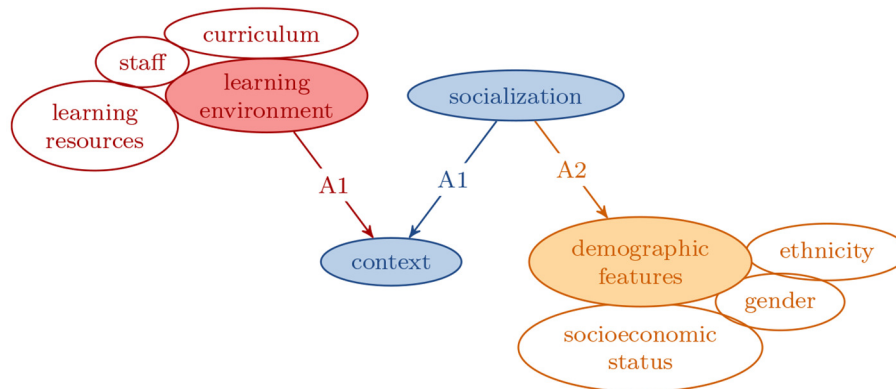 curriculum
staff
learning
environment
learning
resources
socialization
A1
A1
A2
context
demographic
features
ethnicity
gender
socioeconomic
status